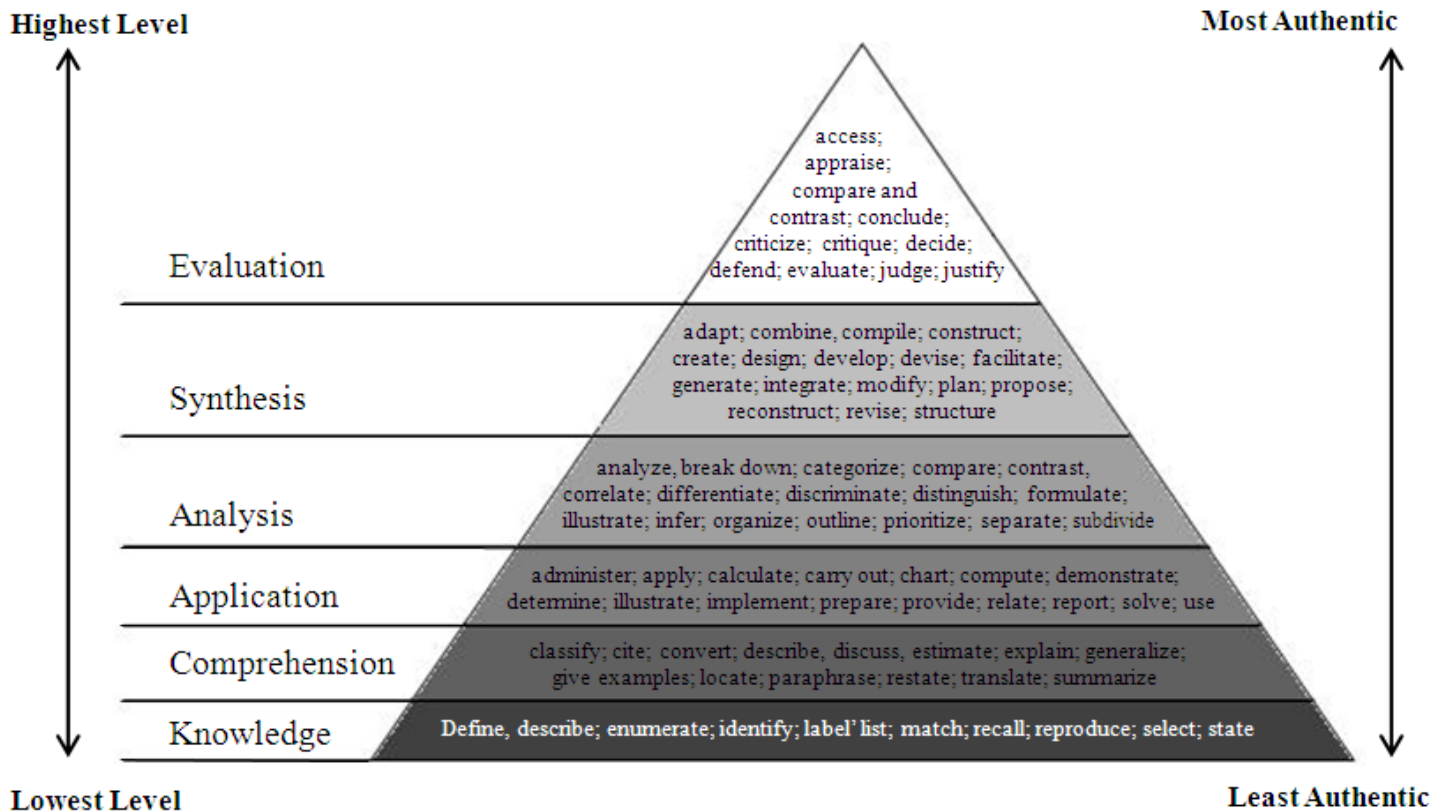 Highest Level
Most Authentic
access;
appraise;
compare and
contrast; conclude;
criticize; critique; decide;
defend; evaluate; judge; justify
Evaluation
adapt; combine, compile; construct;
create; design; develop; devise; facilitate;
generate; integrate; modify; plan; propose;
reconstruct; revise; structure
Synthesis
analyze, break down; categorize; compare; contrast,
correlate; differentiate; discriminate; distinguish; formulate;
illustrate; infer; organize; outline; prioritize; separate; subdivide
Analysis
administer; apply; calculate; carry out; chart; compute; demonstrate;
determine; illustrate; implement; prepare; provide; relate; report; solve; use
Application
classify; cite; convert; describe, discuss, estimate; explain; generalize;
give examples; locate; paraphrase; restate; translate; summarize
Comprehension
Define, describe; enumerate; identify; label’ list; match; recall; reproduce; select; state
Knowledge
Lowest Level
Least Authentic